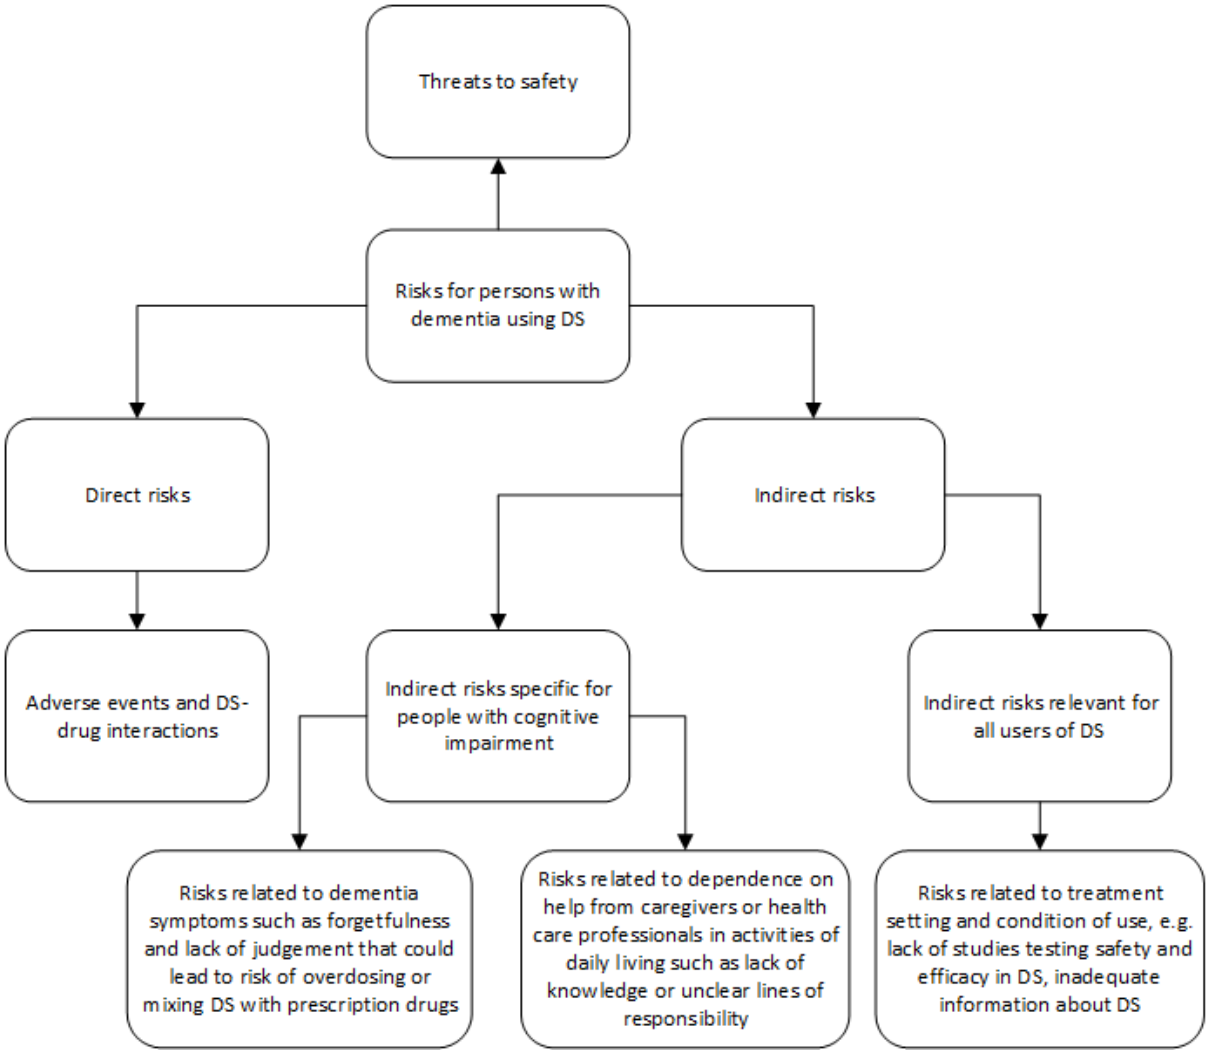 Threats to safety
Risks for persons with
dementia using DS
Direct risks
Indirect risks
Adverse events and DS-
drug interactions
Indirect risks specific for
people with cognitive
impairment
Indirect risks relevant for
all users of DS
Risks related to dementia
symptoms such as forgetfulness
and lack of judgement that could
lead to risk of overdosing or
mixing DS with prescription drugs
Risks related to dependence on
help from caregivers or health
care professionals in activities of
daily living such as lack of
knowledge or unclear lines of
responsibility
Risks related to treatment
setting and condition of use, e.g.
lack of studies testing safety and
efficacy in DS, inadequate
information about DS